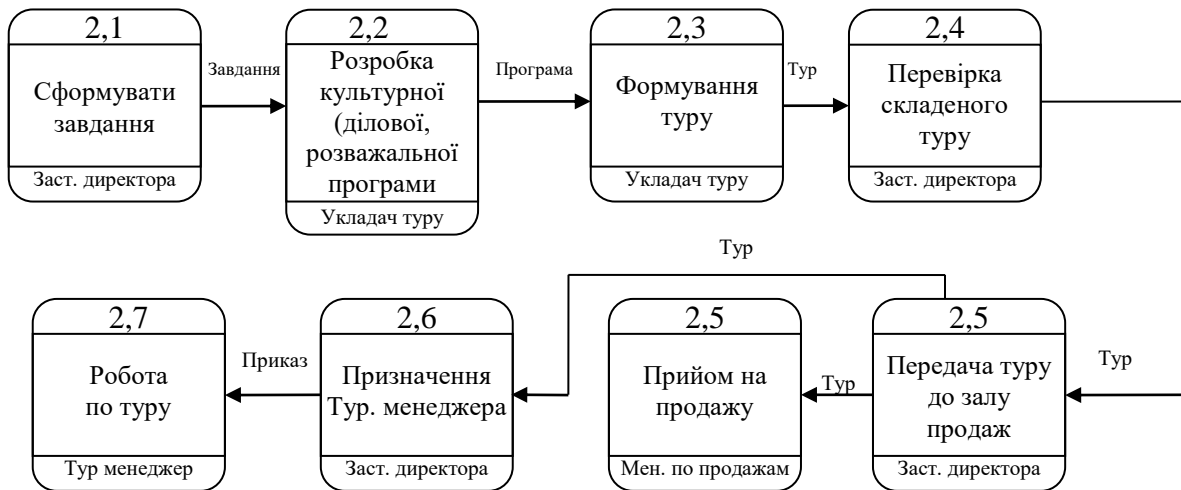 2,1
Сформувати
завдання
Заст. директора
Завдання
2,2
Розробка
культурної
(ділової,
розважальної
програми
Укладач туру
Програма
2,3
Формування
туру
Укладач туру
Тур
2,4
Перевірка
складеного
туру
Заст. директора
Тур
2,7
Робота
по туру
Тур менеджер
Приказ
2,6
Призначення
Тур. менеджера
Заст. директора
2,5
Прийом на
продажу
Мен. по продажам
Тур
2,5
Передача туру
до залу
продаж
Заст. директора
Тур